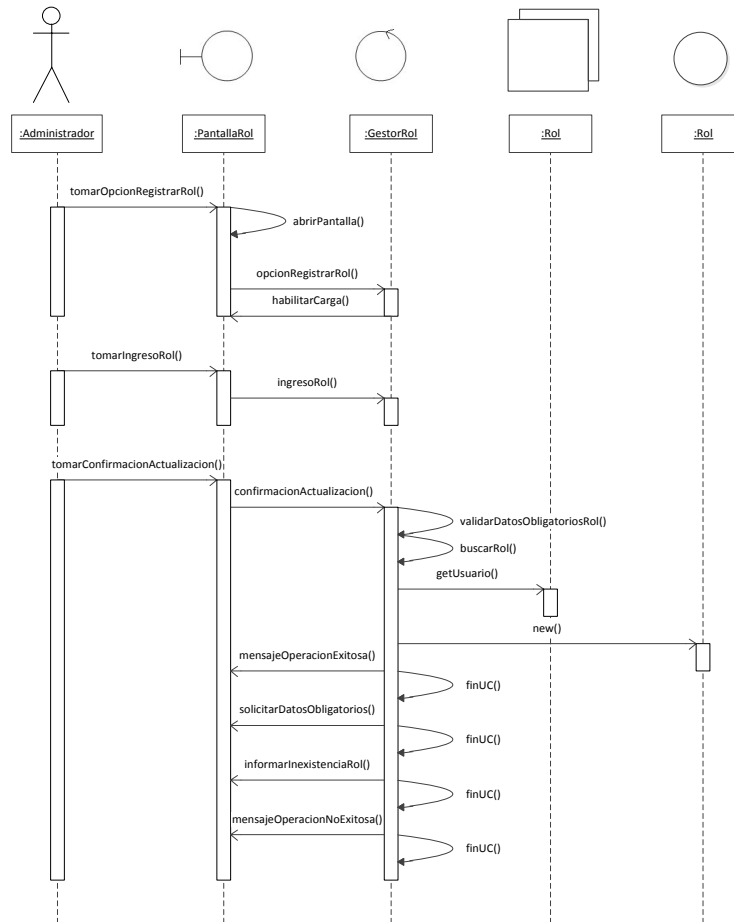 :Administrador
:PantallaRol
:GestorRol
:Rol
:Rol
tomarOpcionRegistrarRol()
abrirPantalla()
opcionRegistrarRol()
habilitarCarga()
tomarIngresoRol()
ingresoRol()
tomarConfirmacionActualizacion()
confirmacionActualizacion()
validarDatosObligatoriosRol()
buscarRol()
getUsuario()
new()
mensajeOperacionExitosa()
finUC()
solicitarDatosObligatorios()
finUC()
informarInexistenciaRol()
finUC()
mensajeOperacionNoExitosa()
finUC()